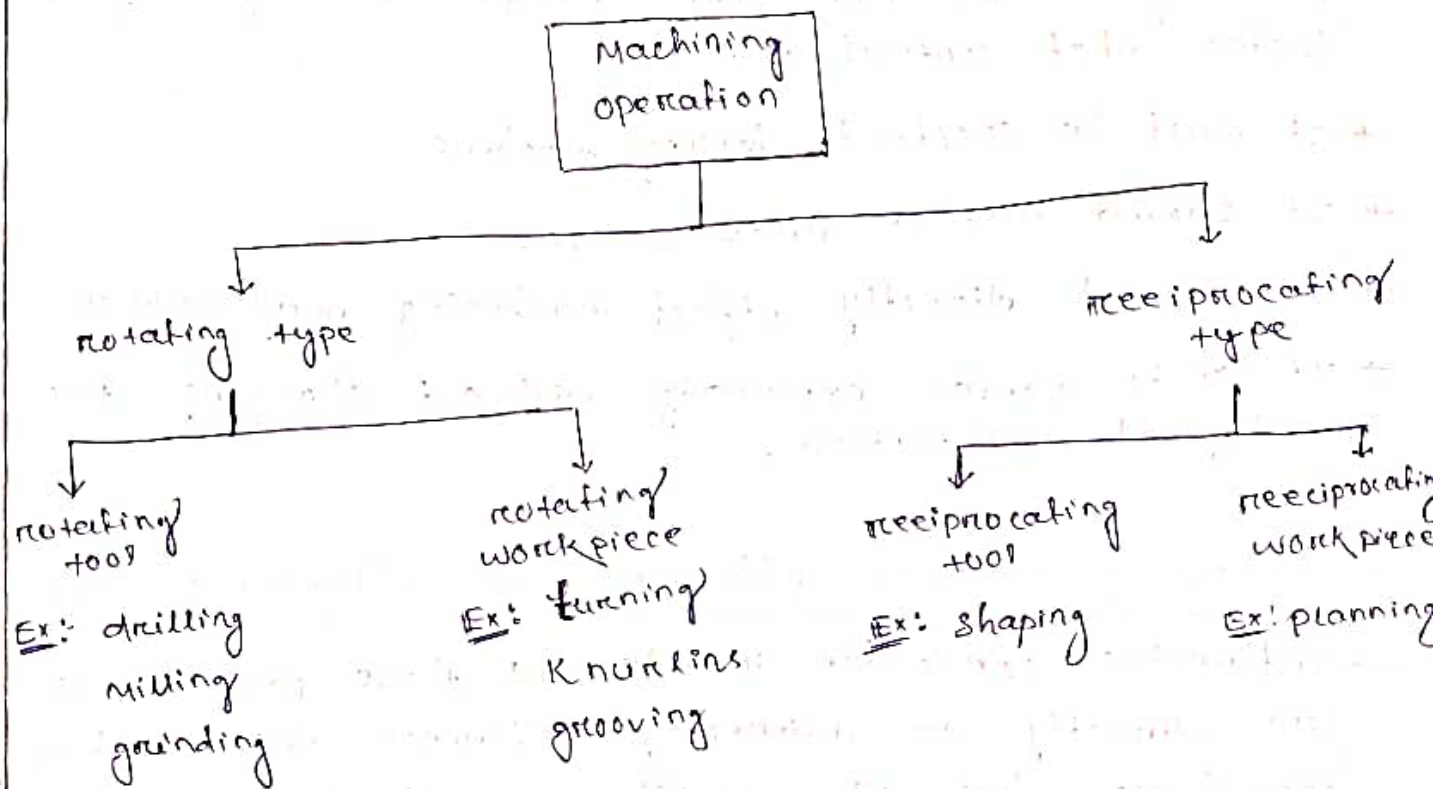 Machining
operation
rotating type
reciprocating
type
rotating
tool
Ex: drilling
Milling
grinding
rotating
workpiece
Ex: turning
Knurling
grooving
reciprocating
tool
Ex: shaping
reciprocating
workpiece
Ex: planning